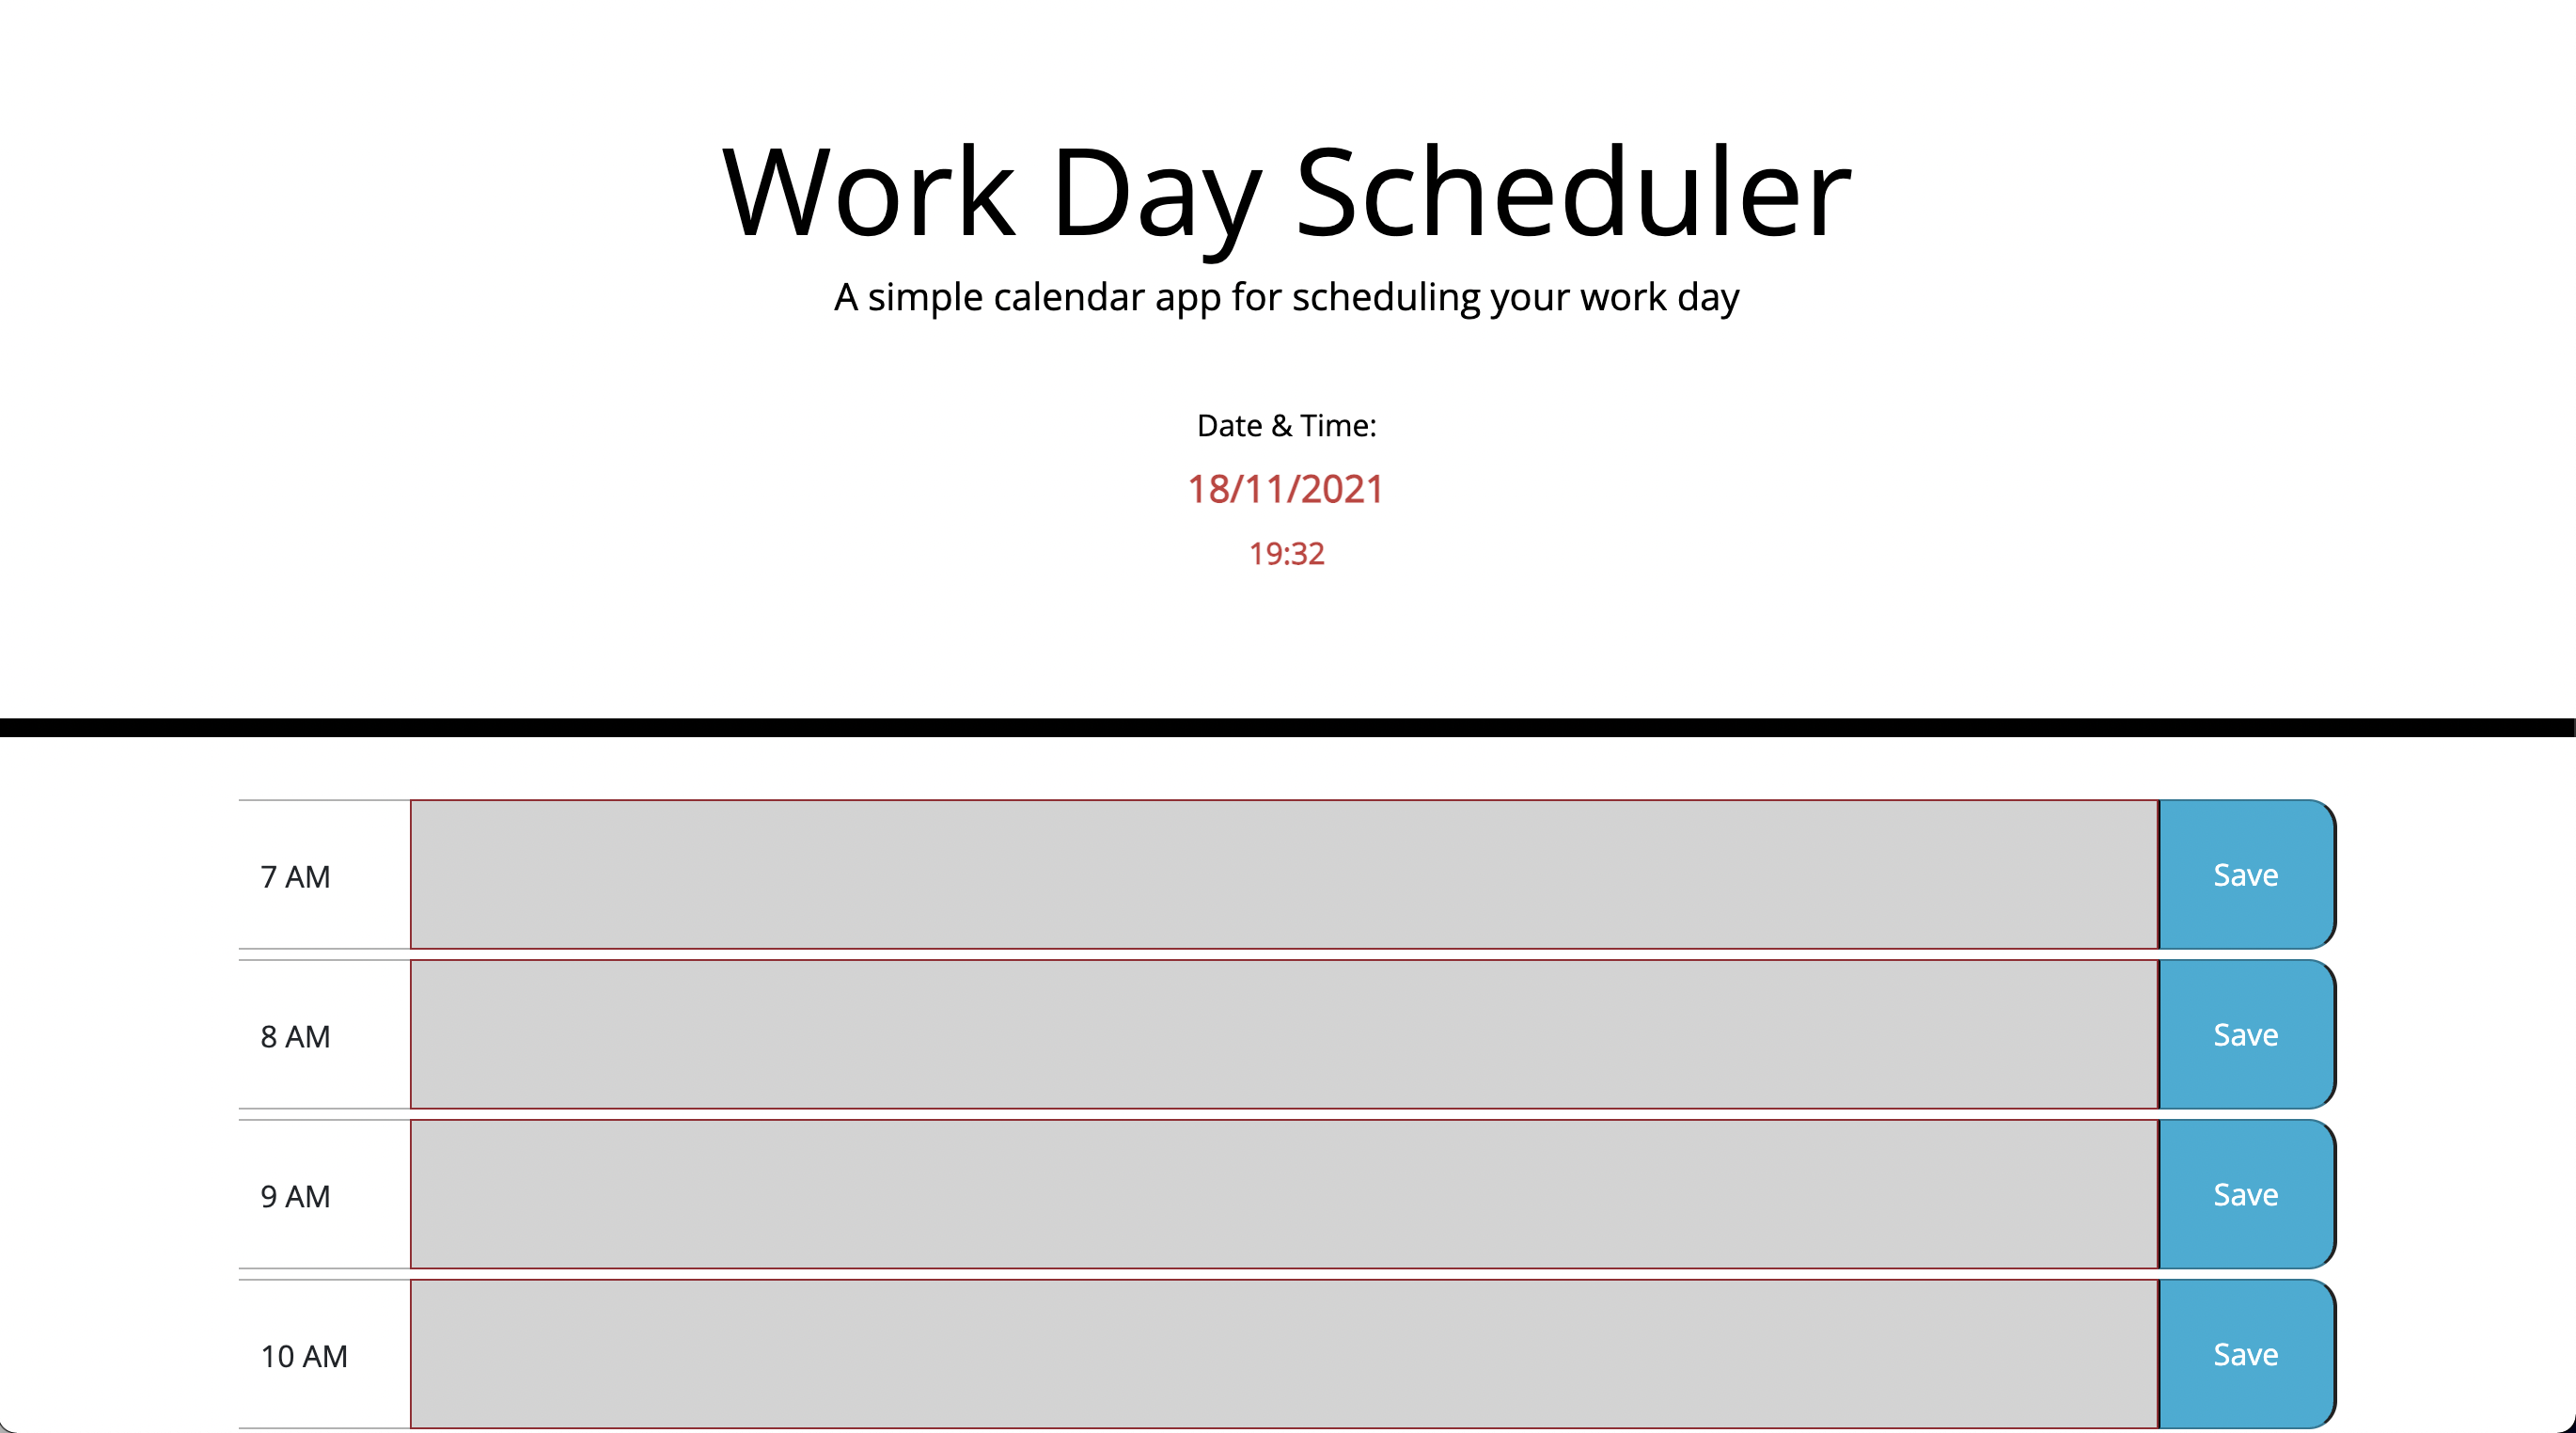 Work Day Scheduler
A simple calendar app for scheduling your work day
Date & Time:
18/11/2021
19:32
7 AM Save
8 AM Save
9 AM Save
10 AM Save